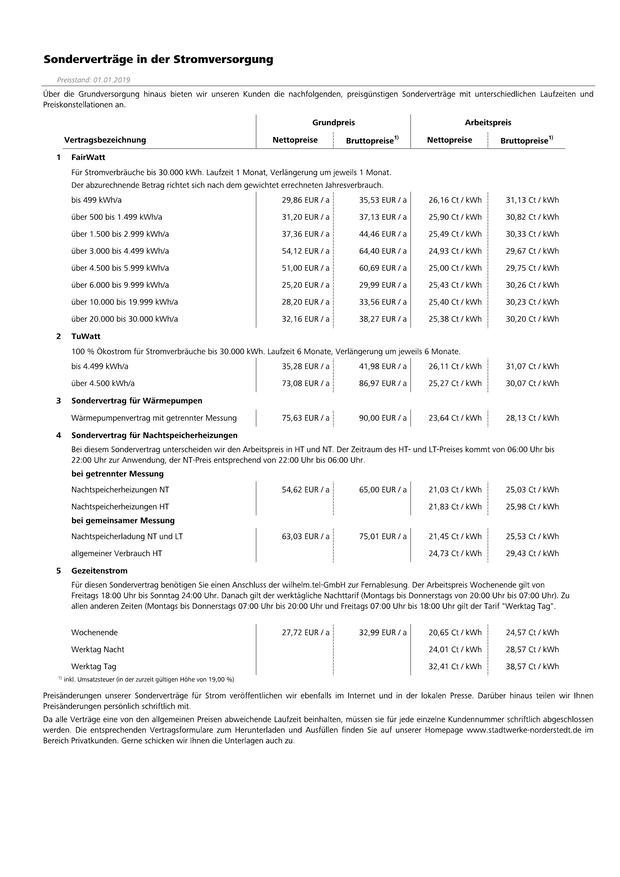 Sonderverträge in der Stromversorgung
Preisstand: 01.01.2019
Über die Grundversorgung hinaus bieten wir unseren Kunden die nachfolgenden, preisgünstigen Sonderverträge mit unterschiedlichen Laufzeiten und
Preiskonstellationen an.
Grundpreis Arbeitspreis
Vertragsbezeichnung Nettopreise Bruttopreise1) Nettopreise Bruttopreise1)
1 FairWatt
Für Stromverbräuche bis 30.000 kWh. Laufzeit 1 Monat, Verlängerung um jeweils 1 Monat.
Der abzurechnende Betrag richtet sich nach dem gewichtet errechneten Jahresverbrauch.
bis 499 kWh/a 29,86 EUR / a 35,53 EUR / a 26,16 Ct / kWh 31,13 Ct / kWh
über 500 bis 1.499 kWh/a 31,20 EUR / a 37,13 EUR / a 25,90 Ct / kWh 30,82 Ct / kWh
über 1.500 bis 2.999 kWh/a 37,36 EUR / a 44,46 EUR / a 25,49 Ct / kWh 30,33 Ct / kWh
über 3.000 bis 4.499 kWh/a 54,12 EUR / a 64,40 EUR / a 24,93 Ct / kWh 29,67 Ct / kWh
über 4.500 bis 5.999 kWh/a 51,00 EUR / a 60,69 EUR / a 25,00 Ct / kWh 29,75 Ct / kWh
über 6.000 bis 9.999 kWh/a 25,20 EUR / a 29,99 EUR / a 25,43 Ct / kWh 30,26 Ct / kWh
über 10.000 bis 19.999 kWh/a 28,20 EUR / a 33,56 EUR / a 25,40 Ct / kWh 30,23 Ct / kWh
über 20.000 bis 30.000 kWh/a 32,16 EUR / a 38,27 EUR / a 25,38 Ct / kWh 30,20 Ct / kWh
2 TuWatt
100 % Ökostrom für Stromverbräuche bis 30.000 kWh. Laufzeit 6 Monate, Verlängerung um jeweils 6 Monate.
bis 4.499 kWh/a 35,28 EUR / a 41,98 EUR / a 26,11 Ct / kWh 31,07 Ct / kWh
über 4.500 kWh/a 73,08 EUR / a 86,97 EUR / a 25,27 Ct / kWh 30,07 Ct / kWh
3 Sondervertrag für Wärmepumpen
Wärmepumpenvertrag mit getrennter Messung 75,63 EUR / a 90,00 EUR / a 23,64 Ct / kWh 28,13 Ct / kWh
4 Sondervertrag für Nachtspeicherheizungen
Bei diesem Sondervertrag unterscheiden wir den Arbeitspreis in HT und NT. Der Zeitraum des HT- und LT-Preises kommt von 06:00 Uhr bis
22:00 Uhr zur Anwendung, der NT-Preis entsprechend von 22:00 Uhr bis 06:00 Uhr.
bei getrennter Messung
Nachtspeicherheizungen NT 54,62 EUR / a 65,00 EUR / a 21,03 Ct / kWh 25,03 Ct / kWh
Nachtspeicherheizungen HT 21,83 Ct / kWh 25,98 Ct / kWh
bei gemeinsamer Messung
Nachtspeicherladung NT und LT 63,03 EUR / a 75,01 EUR / a 21,45 Ct / kWh 25,53 Ct / kWh
allgemeiner Verbrauch HT 24,73 Ct / kWh 29,43 Ct / kWh
5 Gezeitenstrom
Für diesen Sondervertrag benötigen Sie einen Anschluss der wilhelm.tel-GmbH zur Fernablesung. Der Arbeitspreis Wochenende gilt von
Freitags 18:00 Uhr bis Sonntag 24:00 Uhr. Danach gilt der werktägliche Nachttarif (Montags bis Donnerstags von 20:00 Uhr bis 07:00 Uhr). Zu
allen anderen Zeiten (Montags bis Donnerstags 07:00 Uhr bis 20:00 Uhr und Freitags 07:00 Uhr bis 18:00 Uhr gilt der Tarif "Werktag Tag".
Wochenende 27,72 EUR / a 32,99 EUR / a 20,65 Ct / kWh 24,57 Ct / kWh
Werktag Nacht 24,01 Ct / kWh 28,57 Ct / kWh
Werktag Tag 32,41 Ct / kWh 38,57 Ct / kWh
1) inkl. Umsatzsteuer (in der zurzeit gültigen Höhe von 19,00 %)
Preisänderungen unserer Sonderverträge für Strom veröffentlichen wir ebenfalls im Internet und in der lokalen Presse. Darüber hinaus teilen wir Ihnen
Preisänderungen persönlich schriftlich mit.
Da alle Verträge eine von den allgemeinen Preisen abweichende Laufzeit beinhalten, müssen sie für jede einzelne Kundennummer schriftlich abgeschlossen
werden. Die entsprechenden Vertragsformulare zum Herunterladen und Ausfüllen finden Sie auf unserer Homepage www.stadtwerke-norderstedt.de im
Bereich Privatkunden. Gerne schicken wir Ihnen die Unterlagen auch zu.